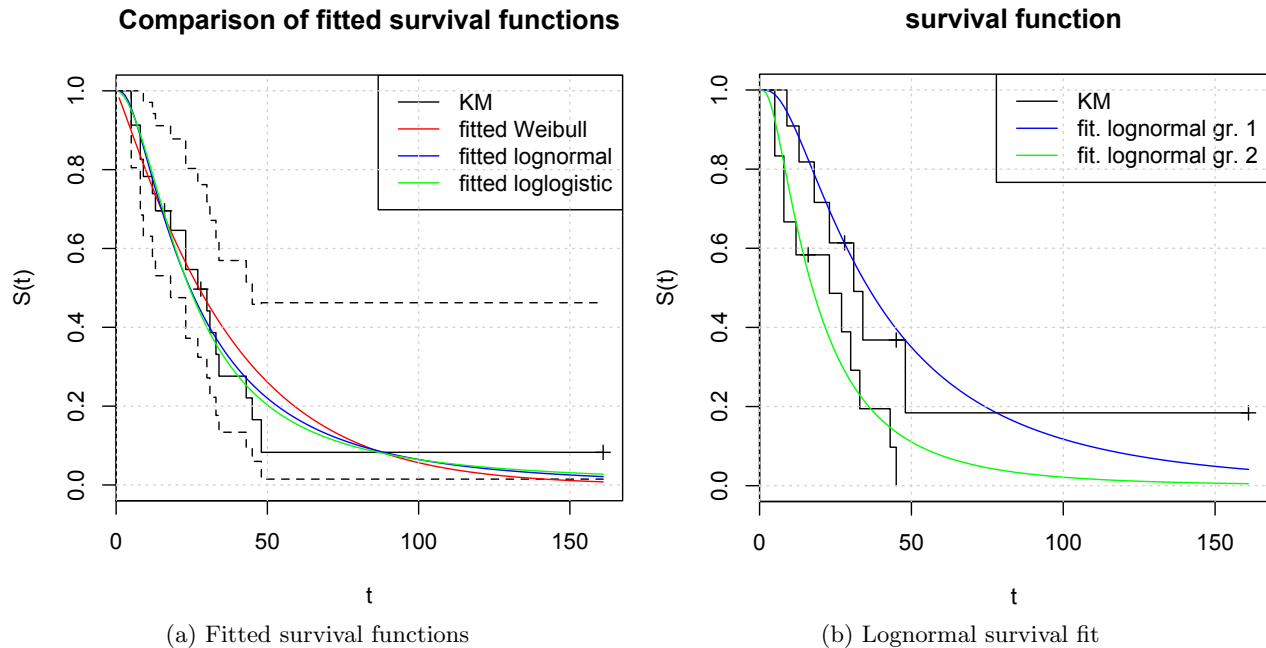 Comparison of fitted survival functions
KM
fitted Weibull
fitted lognormal
fitted loglogistic
S(t)
1.0
0.8
0.6
0.4
0.2
0.0
0 50 100 150
t
(a) Fitted survival functions
survival function
KM
fit. lognormal gr. 1
fit. lognormal gr. 2
S(t)
1.0
0.8
0.6
0.4
0.2
0.0
0 50 100 150
t
(b) Lognormal survival fit